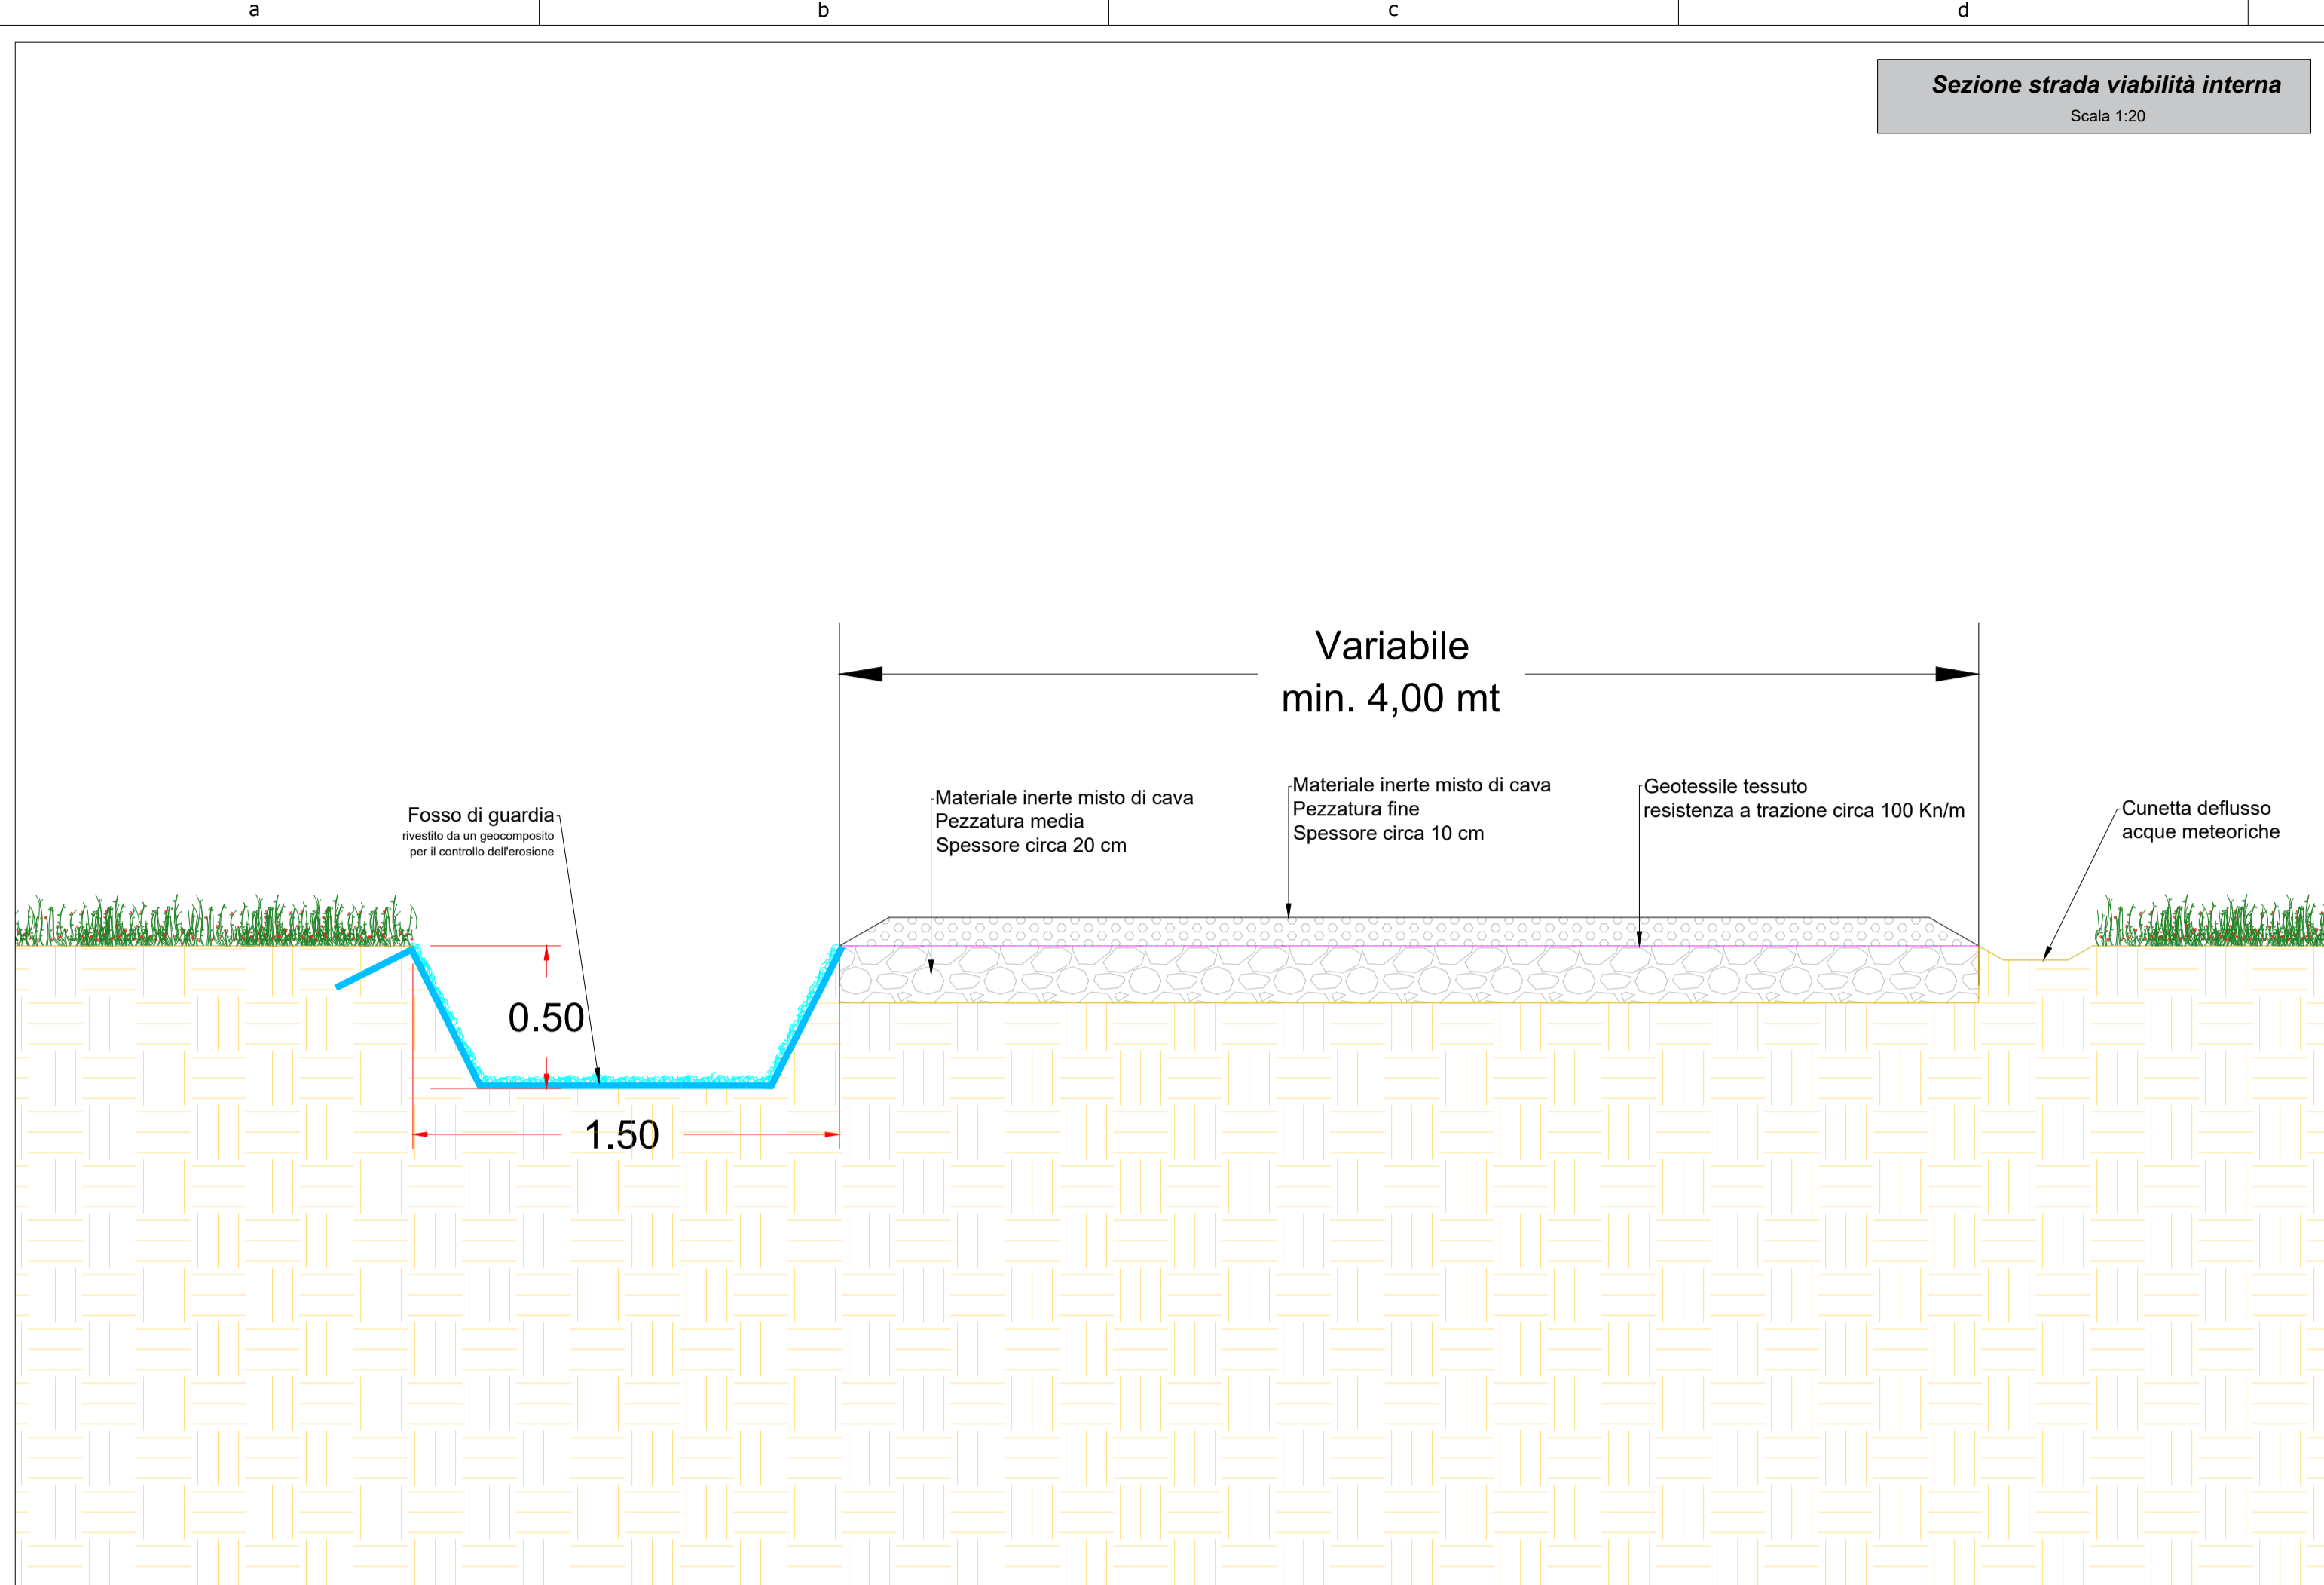 a b c d
Sezione strada viabilità interna
Scala 1:20
Variabile
min. 4,00 mt
Fosso di guardia
rivestito da un geocomposito
per il controllo dell'erosione
Materiale inerte misto di cava
Pezzatura media
Spessore circa 20 cm
Materiale inerte misto di cava
Pezzatura fine
Spessore circa 10 cm
Geotessile tessuto
resistenza a trazione circa 100 Kn/m
Cunetta deflusso
acque meteoriche
0.50
1.50